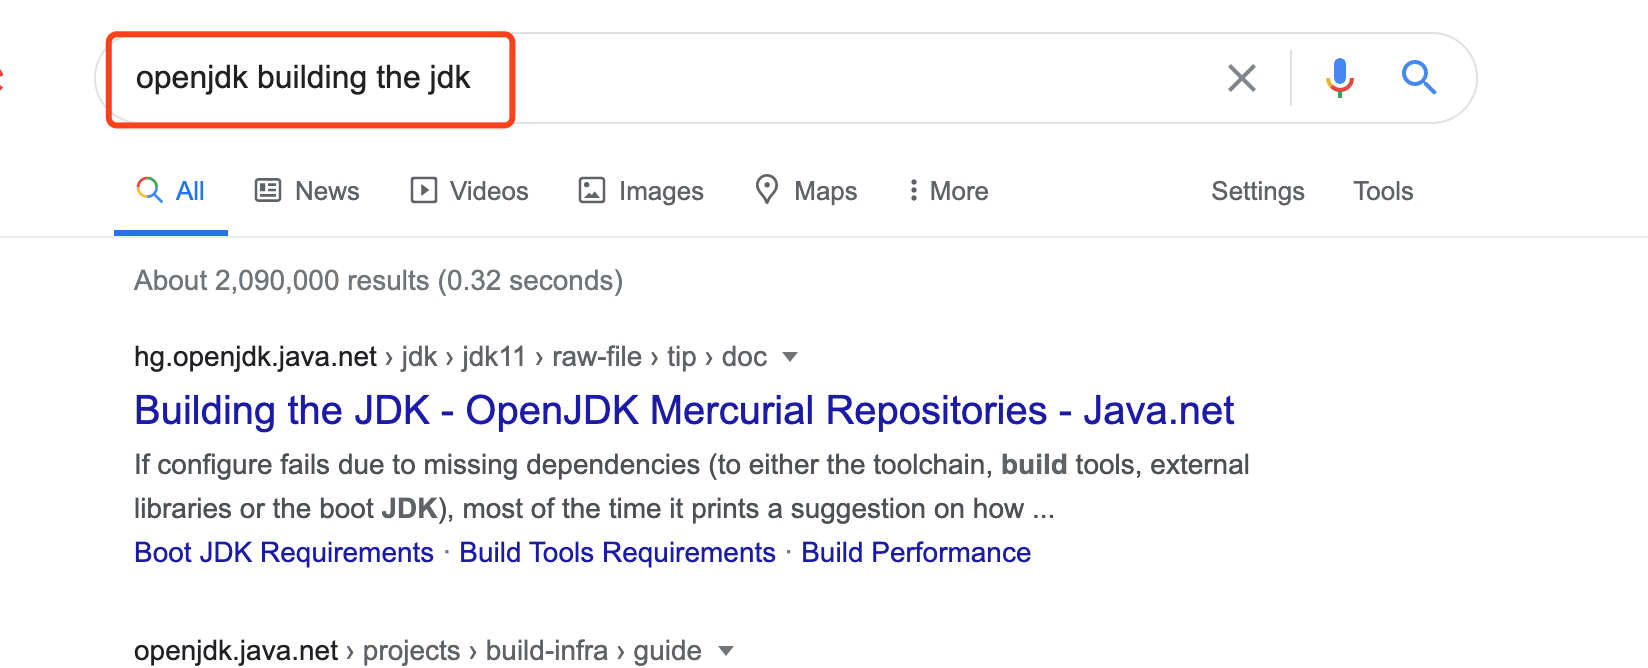 openjdk building the jdk
All News Videos Images Maps More Settings Tools
About 2,090,000 results (0.32 seconds)
hg.openjdk.java.net › jdk › jdk11 › raw-file › tip › doc
Building the JDK - OpenJDK Mercurial Repositories - Java.net
If configure fails due to missing dependencies (to either the toolchain, build tools, external
libraries or the boot JDK), most of the time it prints a suggestion on how ...
Boot JDK Requirements · Build Tools Requirements · Build Performance
openjdk.java.net › projects › build-infra › guide